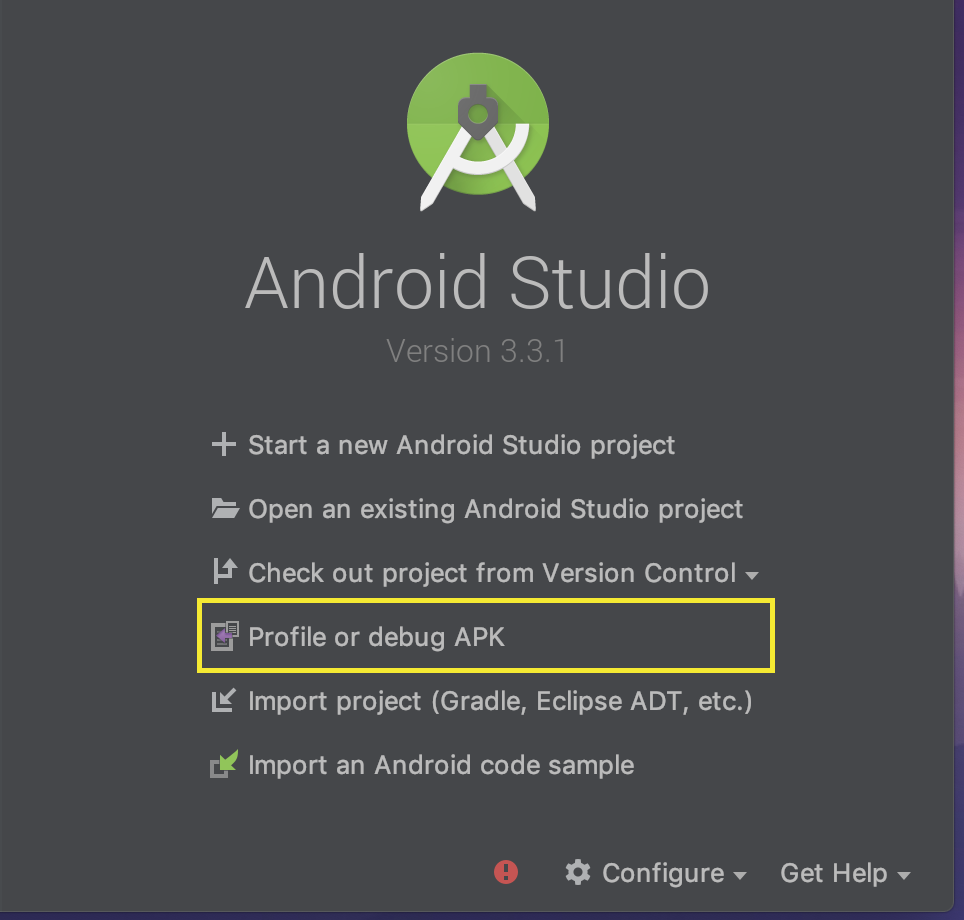 Android Studio
Version 3.3.1
Start a new Android Studio project
Open an existing Android Studio project
Check out project from Version Control
Profile or debug APK
Import project (Gradle, Eclipse ADT, etc.)
Import an Android code sample
Configure Get Help